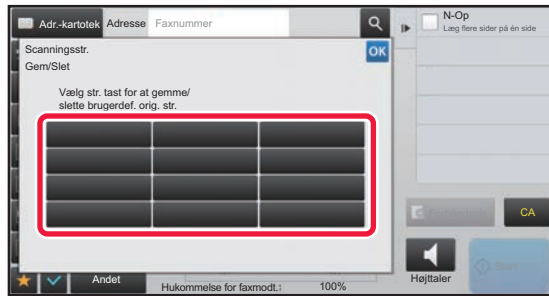 Adr.-kartotek Adresse Faxnummer
N-Op
Læg flere sider på én side
Scanningsstr.
OK
Gem/Slet
Vælg str. tast for at gemme/
slette brugerdef. orig. str.
CA
Start
Andet
Højttaler
Hukommelse for faxmodt.: 100%